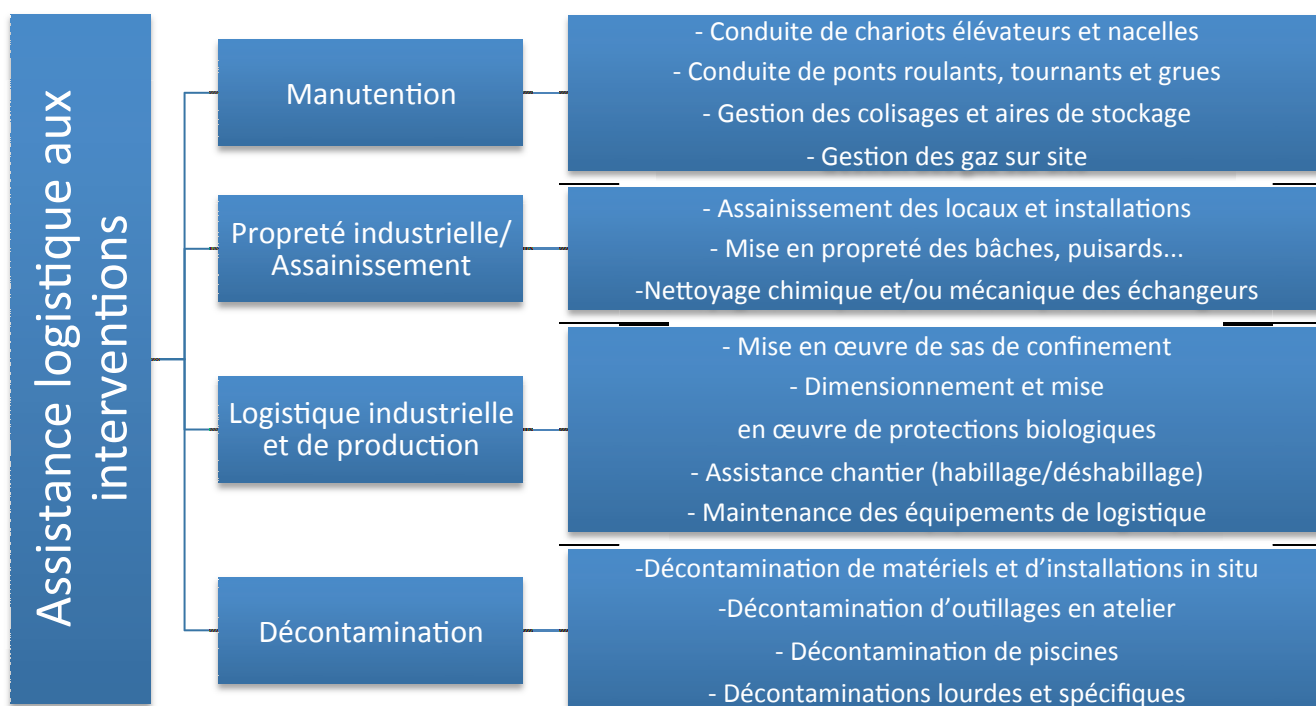 Assistance logistique aux
interventions
Manutention
- Conduite de chariots élévateurs et nacelles
- Conduite de ponts roulants, tournants et grues
- Gestion des colisages et aires de stockage
- Gestion des gaz sur site
Propreté industrielle/
Assainissement
- Assainissement des locaux et installations
- Mise en propreté des bâches, puisards...
-Nettoyage chimique et/ou mécanique des échangeurs
Logistique industrielle
et de production
- Mise en œuvre de sas de confinement
- Dimensionnement et mise
en œuvre de protections biologiques
- Assistance chantier (habillage/déshabillage)
- Maintenance des équipements de logistique
Décontamination
-Décontamination de matériels et d’installations in situ
-Décontamination d’outillages en atelier
- Décontamination de piscines
- Décontaminations lourdes et spécifiques